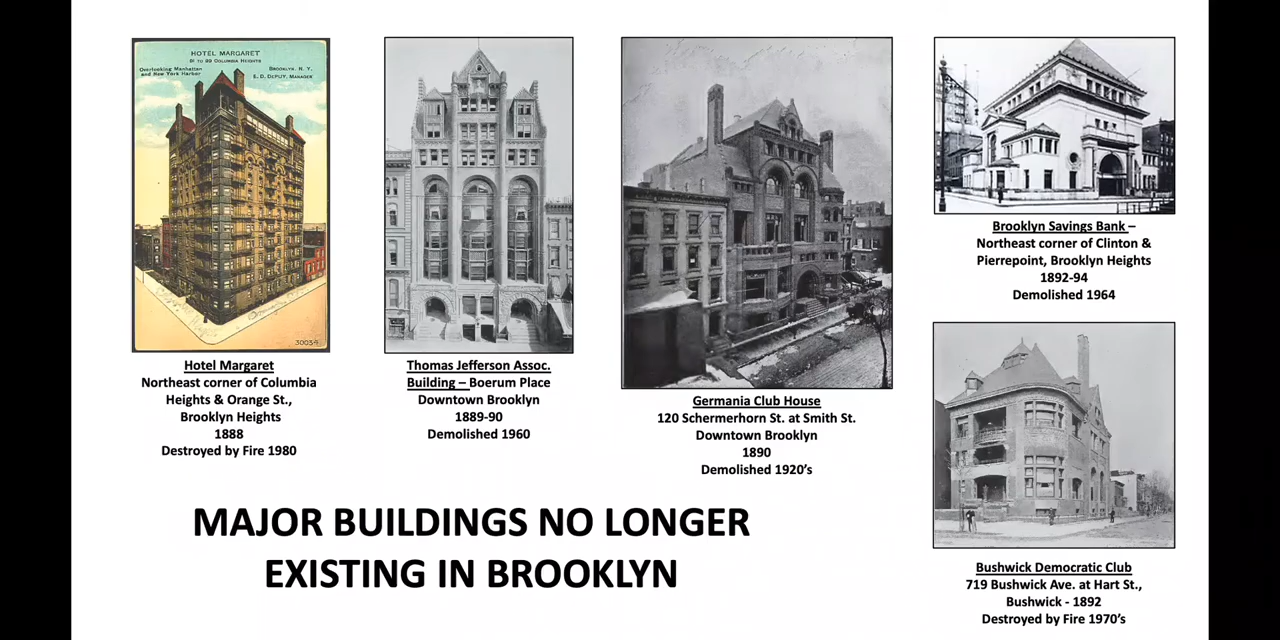 HOTEL MARGARET
91 TO 99 COLUMBIA HEIGHTS
Overlooking Manhattan
and New York Harbor
BROOKLYN, N. Y.
E. D. DEPUY, MANAGER
30034
Hotel Margaret
Northeast corner of Columbia
Heights & Orange St.,
Brooklyn Heights
1888
Destroyed by Fire 1980
Thomas Jefferson Assoc.
Building – Boerum Place
Downtown Brooklyn
1889-90
Demolished 1960
Germania Club House
120 Schermerhorn St. at Smith St.
Downtown Brooklyn
1890
Demolished 1920's
Brooklyn Savings Bank –
Northeast corner of Clinton &
Pierrepoint, Brooklyn Heights
1892-94
Demolished 1964
Bushwick Democratic Club
719 Bushwick Ave. at Hart St.,
Bushwick - 1892
Destroyed by Fire 1970's
MAJOR BUILDINGS NO LONGER
EXISTING IN BROOKLYN